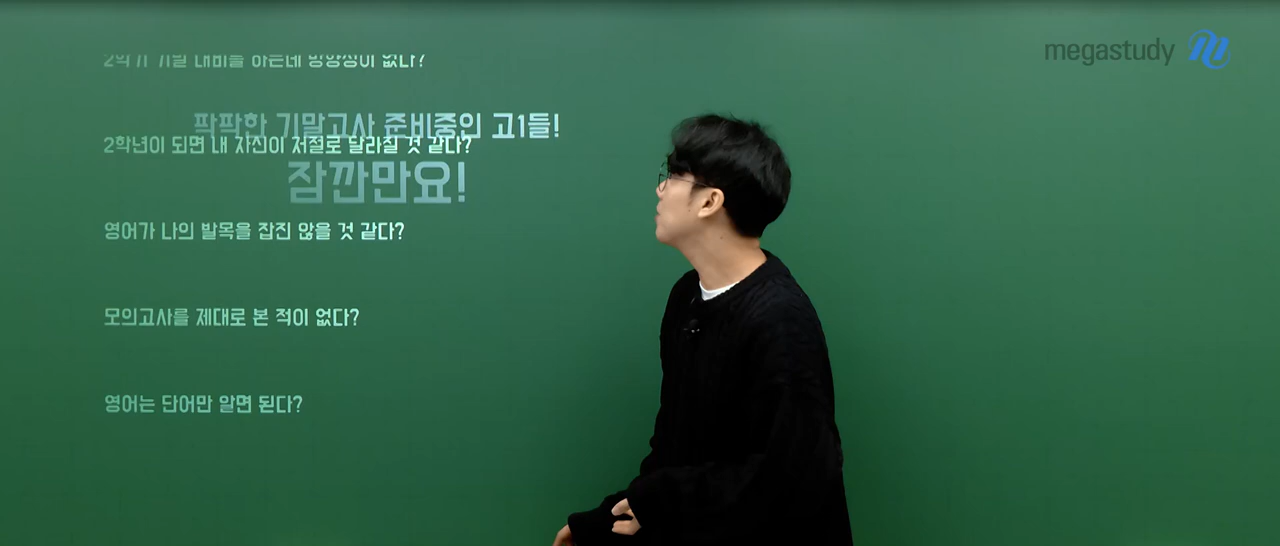 megastudy
2학기 기말 대비를 하는데 방향성이 없다?
팍팍한 기말고사 준비중인 고1들!
2학년이 되면 내 자신이 저절로 달라질 것 같다?
잠깐만요!
영어가 나의 발목을 잡진 않을 것 같다?
모의고사를 제대로 본 적이 없다?
영어는 단어만 알면 된다?